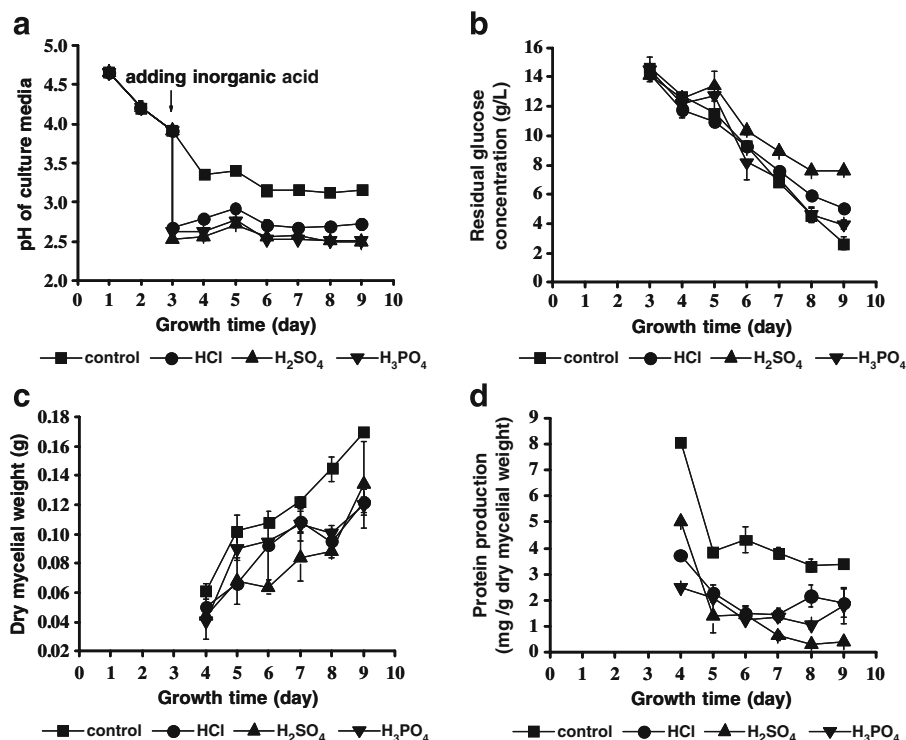 a
5.0
4.5
4.0
3.5
3.0
2.5
2.0
adding inorganic acid
pH of culture media
0 1 2 3 4 5 6 7 8 9 10
Growth time (day)
control HCl H₂SO₄ H₃PO₄
b
16
14
12
10
8
6
4
2
0
Residual glucose
concentration (g/L)
0 1 2 3 4 5 6 7 8 9 10
Growth time (day)
control HCl H₂SO₄ H₃PO₄
c
0.18
0.16
0.14
0.12
0.10
0.08
0.06
0.04
0.02
Dry mycelial weight (g)
0 1 2 3 4 5 6 7 8 9 10
Growth time (day)
control HCl H₂SO₄ H₃PO₄
d
9
8
7
6
5
4
3
2
1
0
Protein production
(mg /g dry mycelial weight)
0 1 2 3 4 5 6 7 8 9 10
Growth time (day)
control HCl H₂SO₄ H₃PO₄